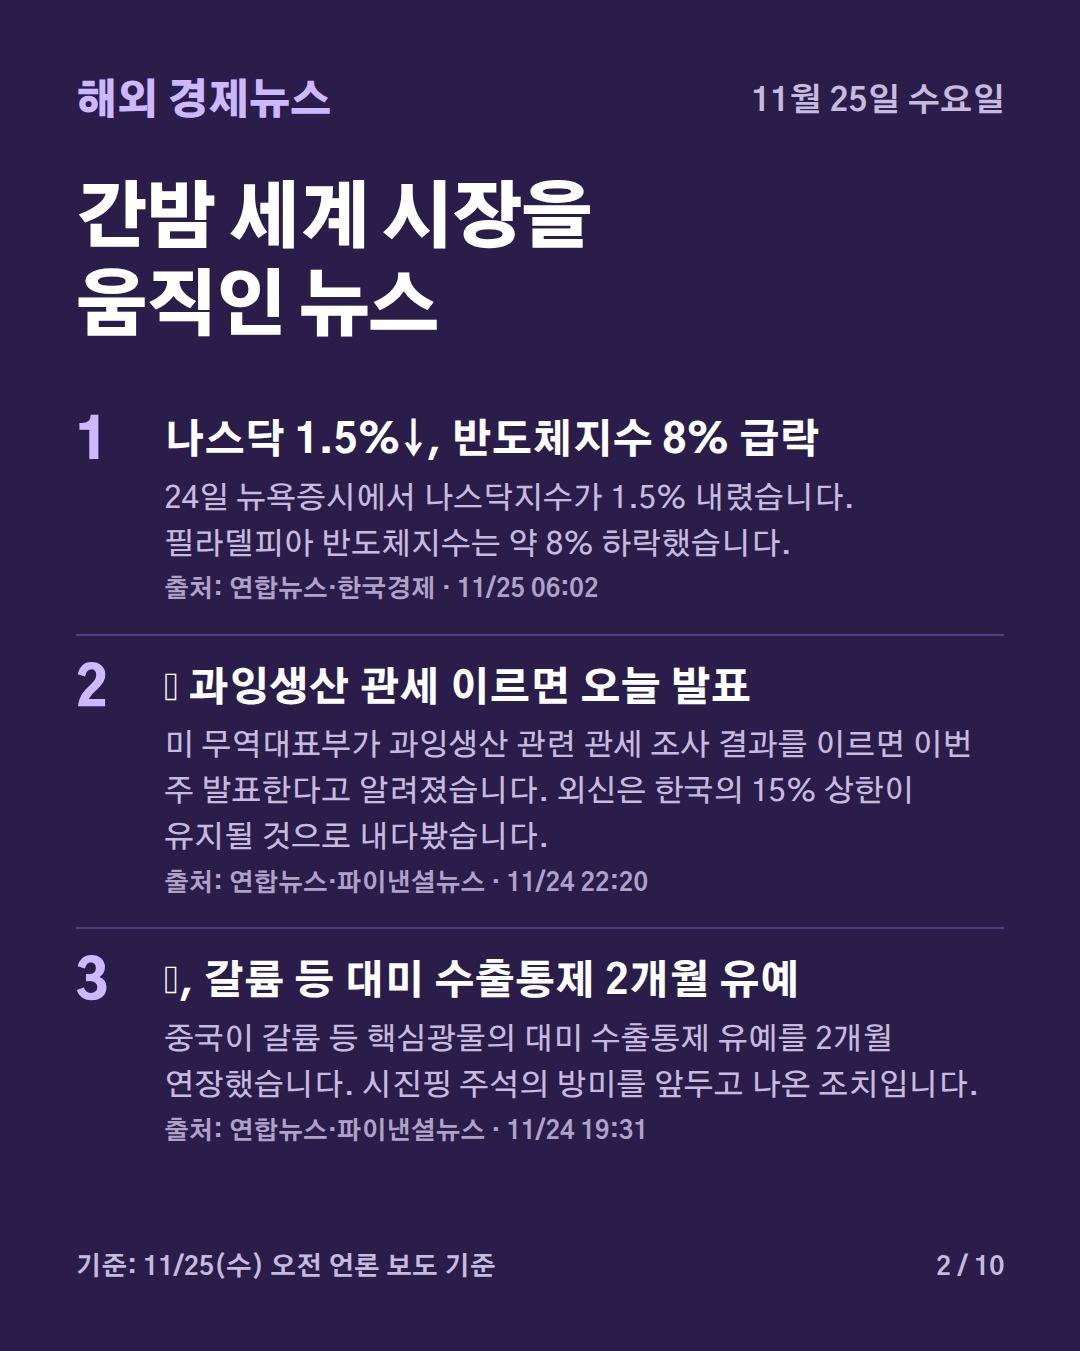 해외 경제뉴스
11월 25일 수요일
간밤 세계 시장을
움직인 뉴스
1
나스닥 1.5%↓, 반도체지수 8% 급락
24일 뉴욕증시에서 나스닥지수가 1.5% 내렸습니다.
필라델피아 반도체지수는 약 8% 하락했습니다.
출처: 연합뉴스·한국경제 · 11/25 06:02
2
과잉생산 관세 이르면 오늘 발표
미 무역대표부가 과잉생산 관련 관세 조사 결과를 이르면 이번
주 발표한다고 알려졌습니다. 외신은 한국의 15% 상한이
유지될 것으로 내다봤습니다.
출처: 연합뉴스·파이낸셜뉴스 · 11/24 22:20
3
, 갈륨 등 대미 수출통제 2개월 유예
중국이 갈륨 등 핵심광물의 대미 수출통제 유예를 2개월
연장했습니다. 시진핑 주석의 방미를 앞두고 나온 조치입니다.
출처: 연합뉴스·파이낸셜뉴스 · 11/24 19:31
기준: 11/25(수) 오전 언론 보도 기준
2 / 10